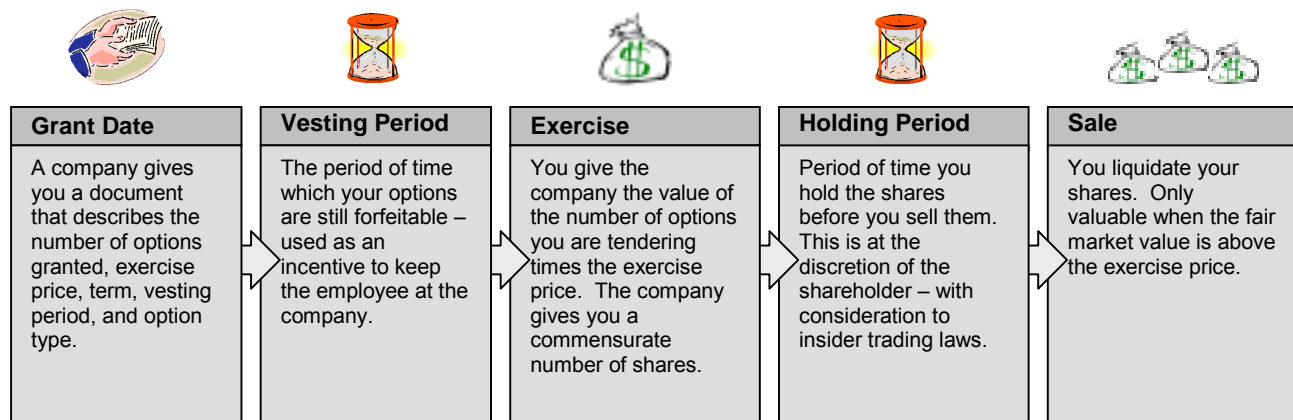 Grant Date
A company gives
you a document
that describes the
number of options
granted, exercise
price, term, vesting
period, and option
type.
Vesting Period
The period of time
which your options
are still forfeitable –
used as an
incentive to keep
the employee at the
company.
Exercise
You give the
company the value of
the number of options
you are tendering
times the exercise
price.  The company
gives you a
commensurate
number of shares.
Holding Period
Period of time you
hold the shares
before you sell them.
This is at the
discretion of the
shareholder – with
consideration to
insider trading laws.
Sale
You liquidate your
shares.  Only
valuable when the fair
market value is above
the exercise price.
$
$
$
$